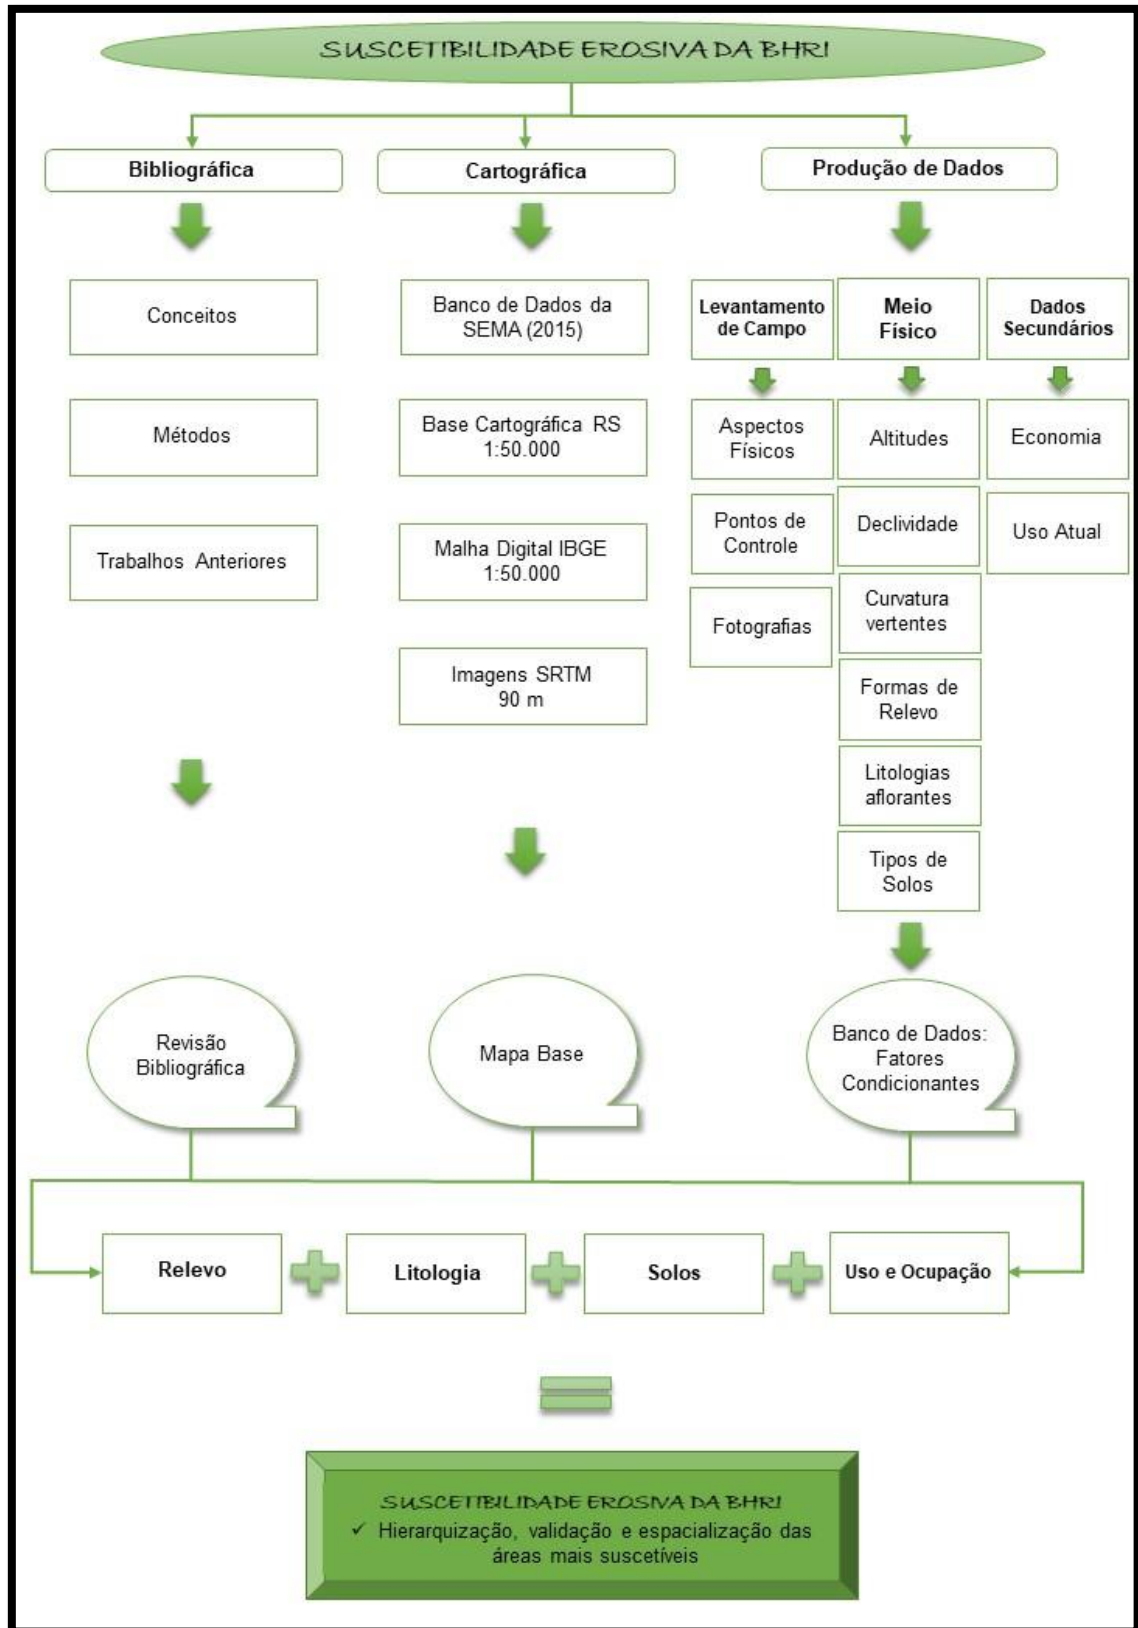 SUSCETIBILIDADE EROSIVA DA BHRI
Bibliográfica
Cartográfica
Produção de Dados
Conceitos
Métodos
Trabalhos Anteriores
Banco de Dados da
SEMA (2015)
Base Cartográfica RS
1:50.000
Malha Digital IBGE
1:50.000
Imagens SRTM
90 m
Levantamento
de Campo
Aspectos
Físicos
Pontos de
Controle
Fotografias
Meio
Físico
Altitudes
Declividade
Curvatura
vertentes
Formas de
Relevo
Litologias
aflorantes
Tipos de
Solos
Dados
Secundários
Economia
Uso Atual
Revisão
Bibliográfica
Mapa Base
Banco de Dados:
Fatores
Condicionantes
Relevo
Litologia
Solos
Uso e Ocupação
SUSCETIBILIDADE EROSIVA DA BHRI
✓ Hierarquização, validação e espacialização das
áreas mais suscetíveis